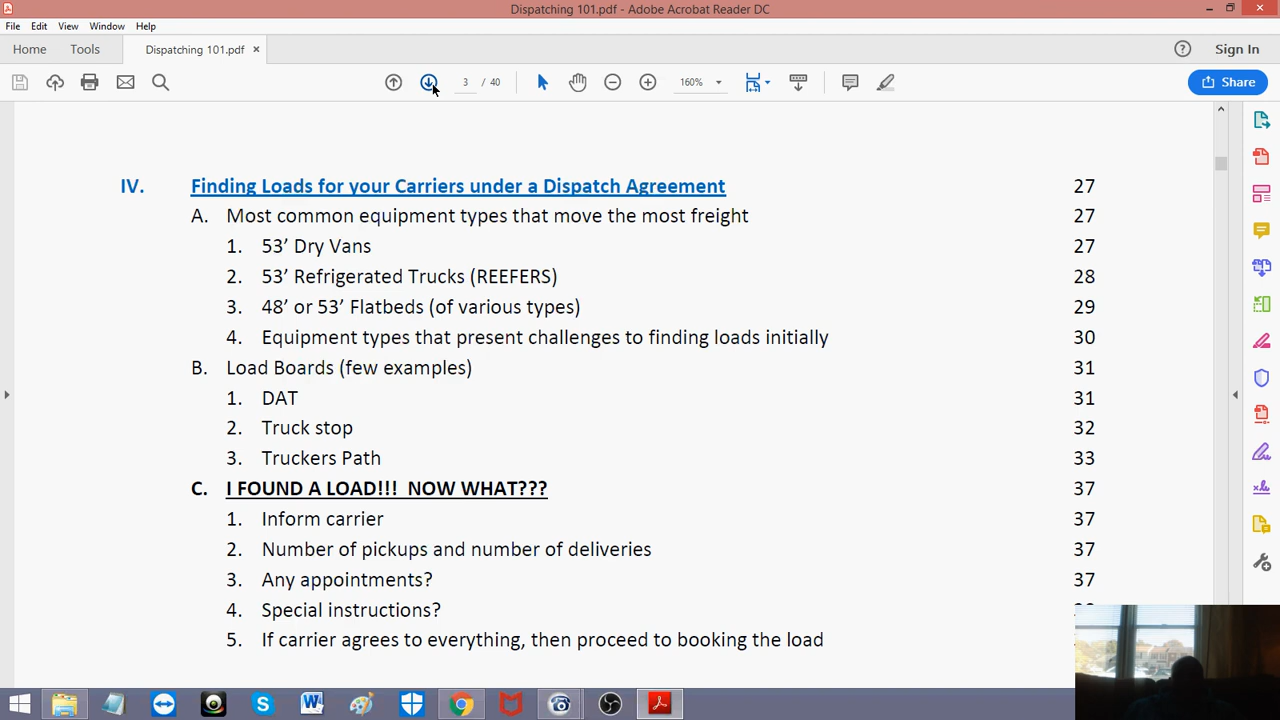 Dispatching 101.pdf - Adobe Acrobat Reader DC
File Edit View Window Help
Home Tools Dispatching 101.pdf × Sign In
3 / 40 160% Share
IV. Finding Loads for your Carriers under a Dispatch Agreement 27
A. Most common equipment types that move the most freight 27
1. 53’ Dry Vans 27
2. 53’ Refrigerated Trucks (REEFERS) 28
3. 48’ or 53’ Flatbeds (of various types) 29
4. Equipment types that present challenges to finding loads initially 30
B. Load Boards (few examples) 31
1. DAT 31
2. Truck stop 32
3. Truckers Path 33
C. I FOUND A LOAD!!! NOW WHAT??? 37
1. Inform carrier 37
2. Number of pickups and number of deliveries 37
3. Any appointments? 37
4. Special instructions?
5. If carrier agrees to everything, then proceed to booking the load